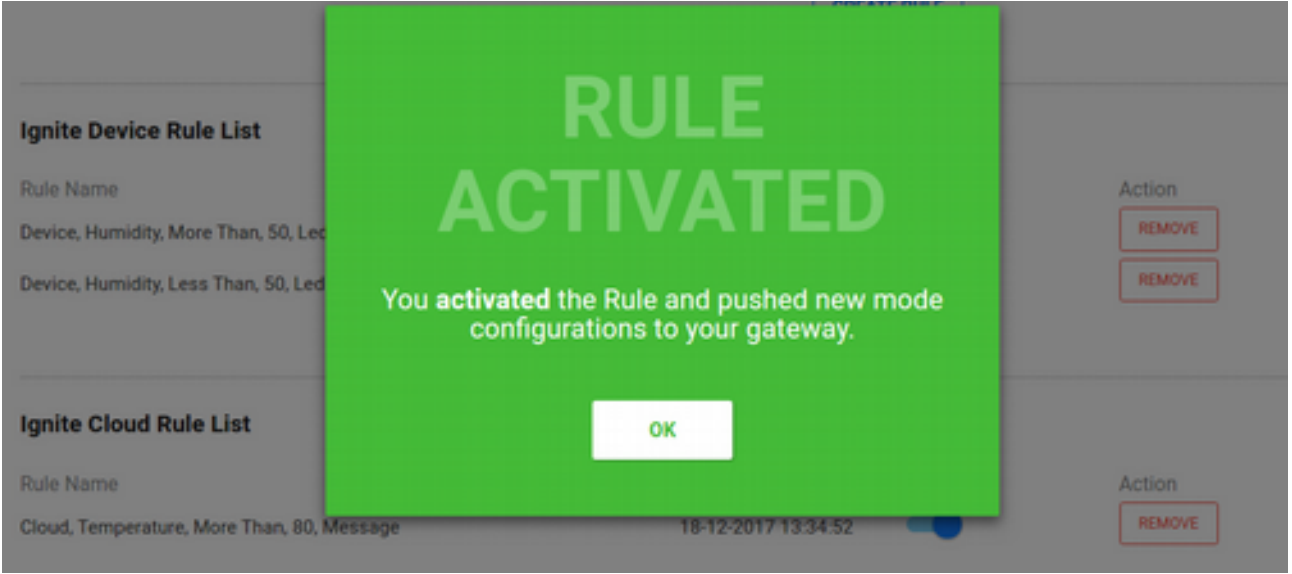 CREATE RULE
RULE
ACTIVATED
You activated the Rule and pushed new mode
configurations to your gateway.
OK
Ignite Device Rule List
Rule Name Action
Device, Humidity, More Than, 50, REMOVE
Device, Humidity, Less Than, 50, Led REMOVE
Ignite Cloud Rule List
Rule Name Action
Cloud, Temperature, More Than, 80, Message 18-12-2017 13:34:52 REMOVE